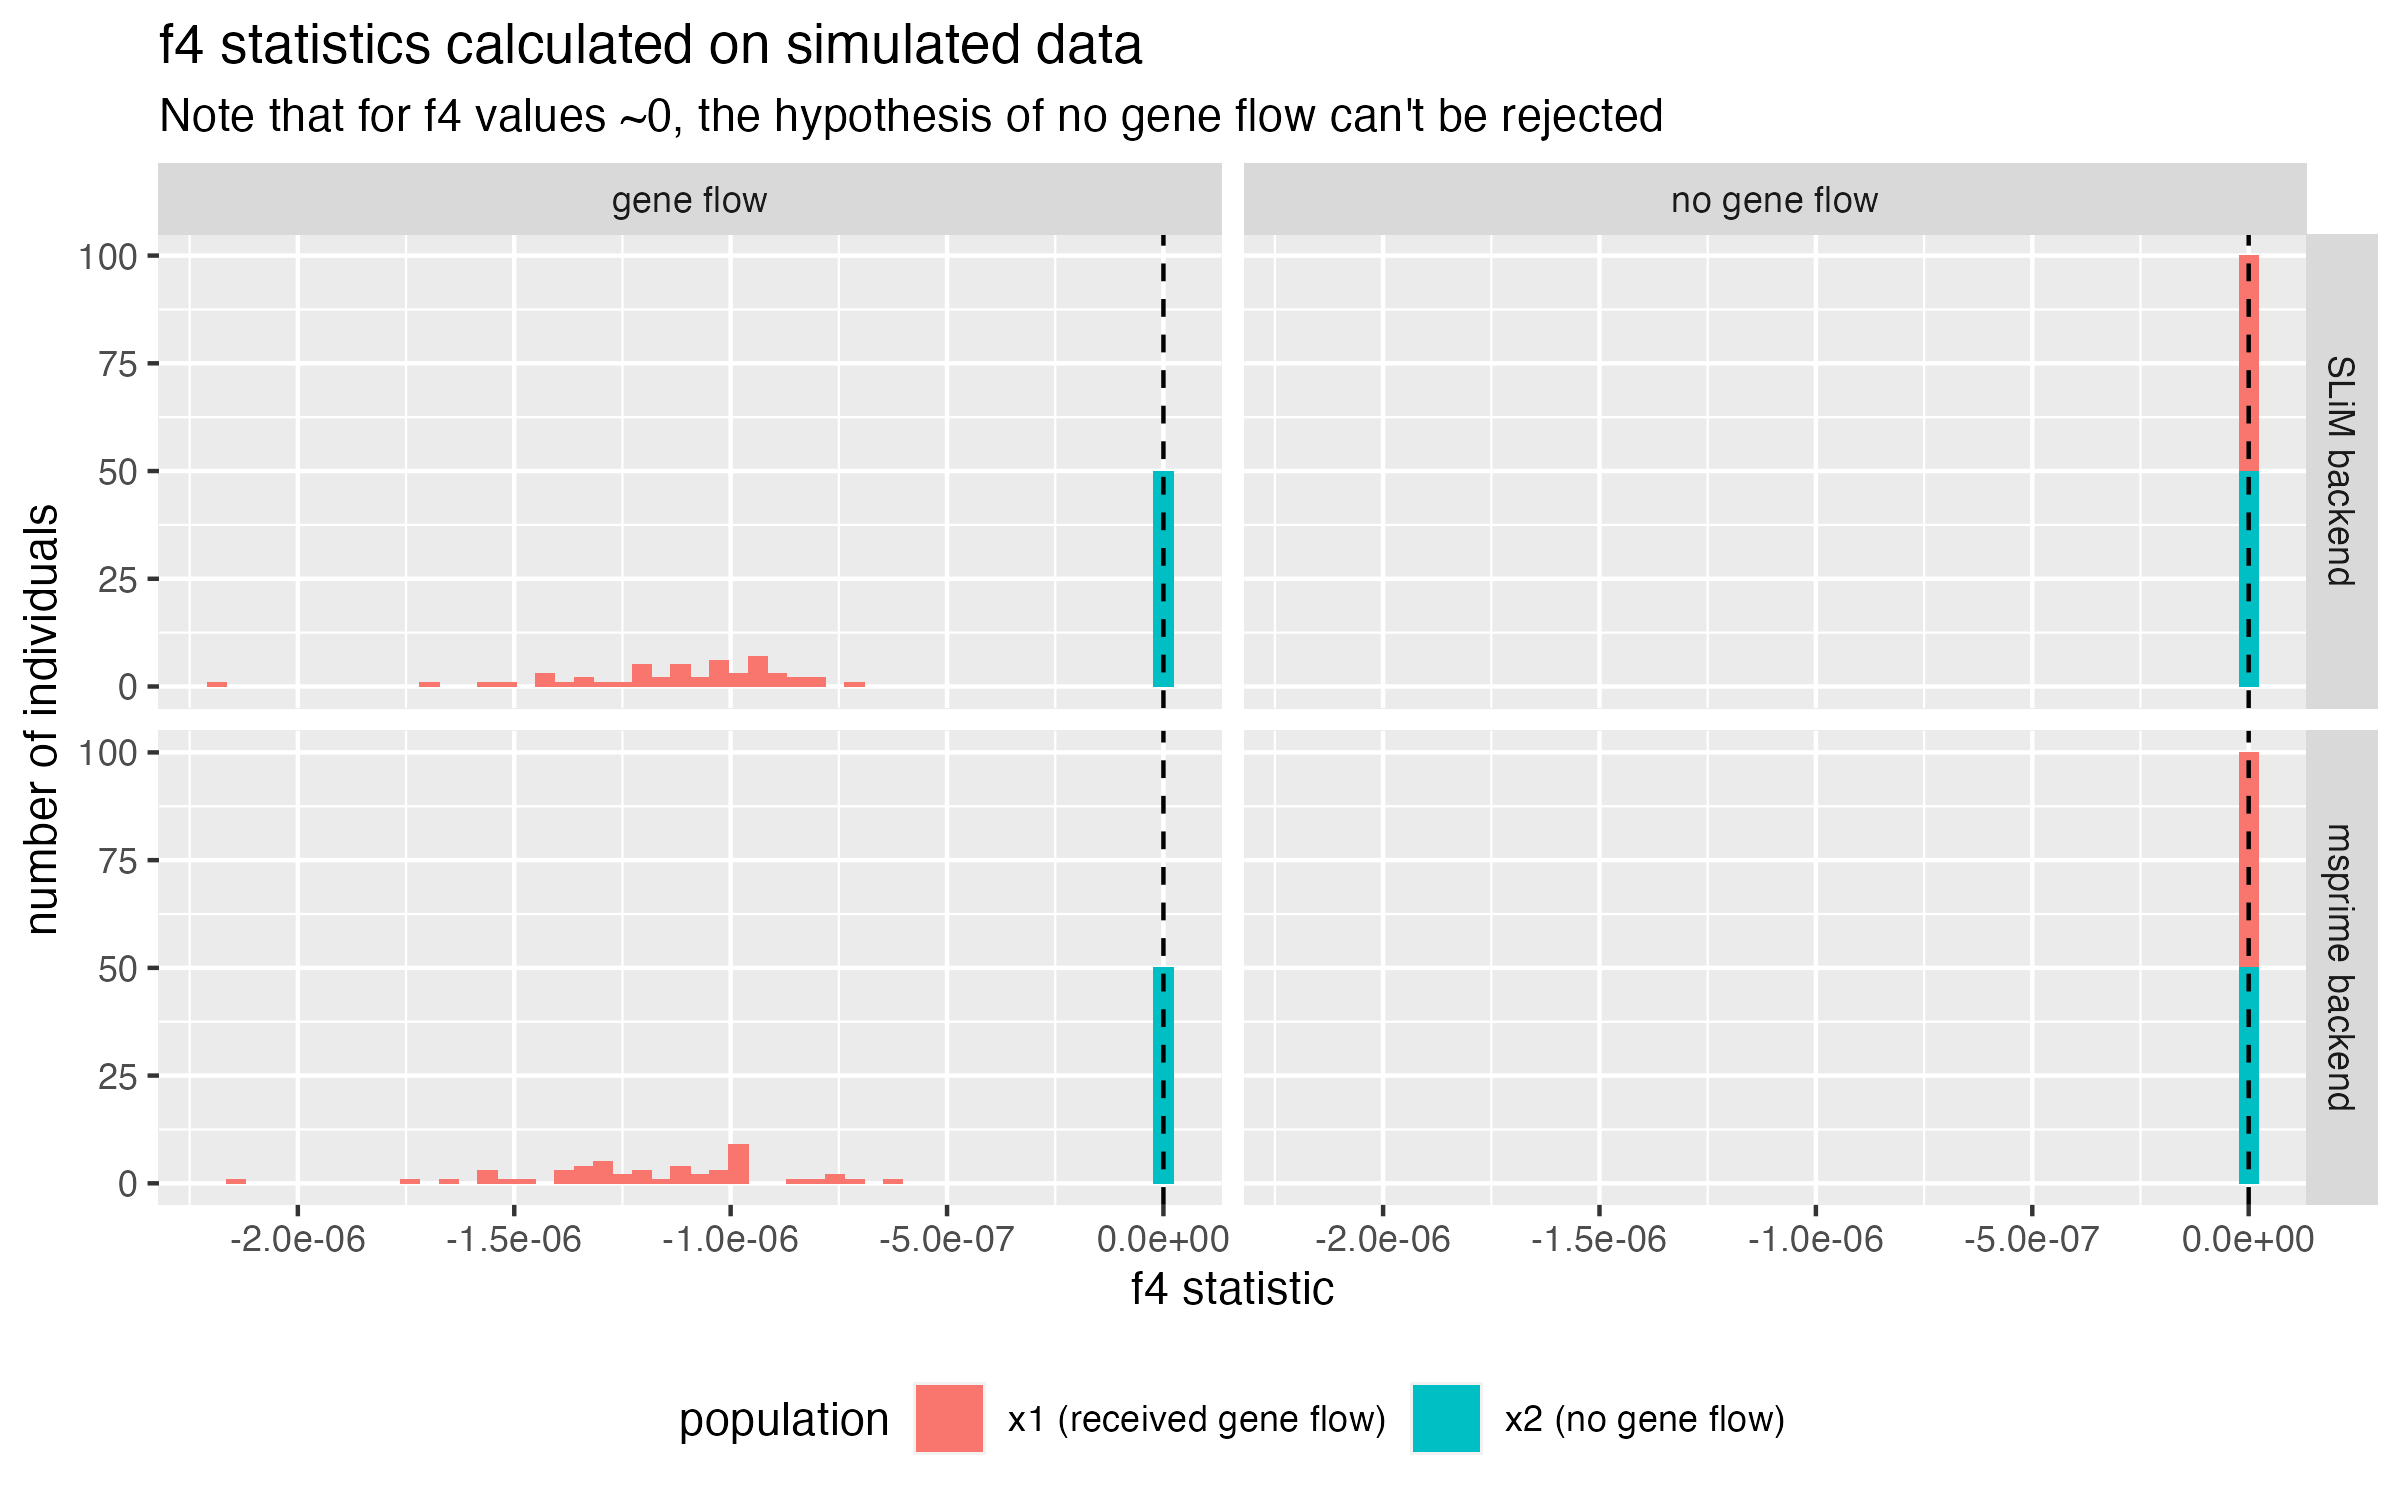 f4 statistics calculated on simulated data
Note that for f4 values ~0, the hypothesis of no gene flow can't be rejected
gene flow
no gene flow
number of individuals
100
75
50
25
0
SLiM backend
100
75
50
25
0
msprime backend
-2.0e-06 -1.5e-06 -1.0e-06 -5.0e-07 0.0e+00
-2.0e-06 -1.5e-06 -1.0e-06 -5.0e-07 0.0e+00
f4 statistic
population x1 (received gene flow) x2 (no gene flow)